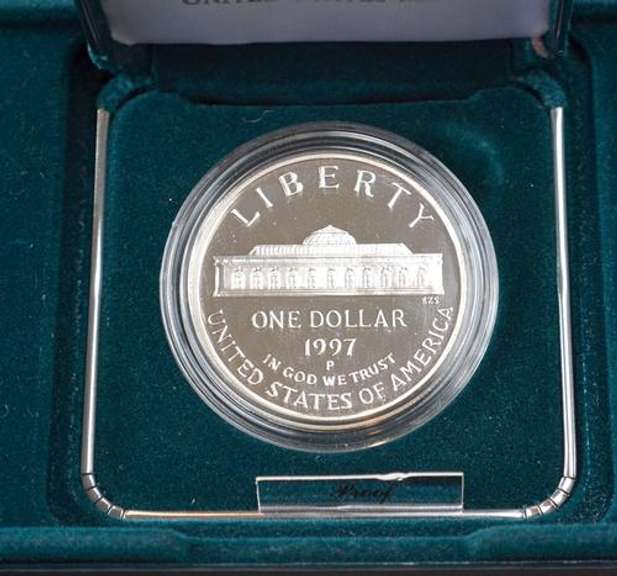 LIBERTY
ONE DOLLAR
1997
P
IN GOD WE TRUST
UNITED STATES OF AMERICA
Proof